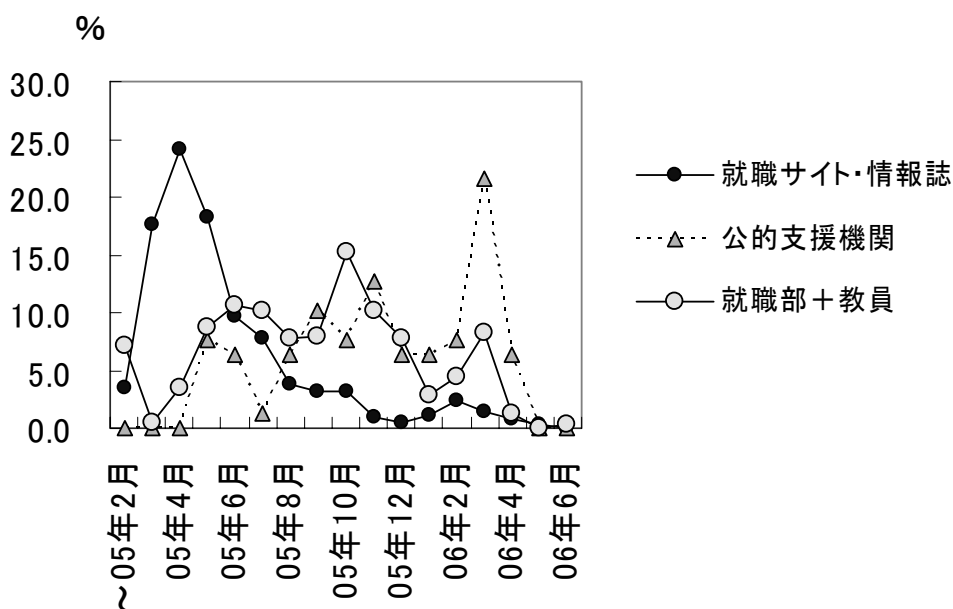 %
30.0
25.0
20.0
15.0
10.0
5.0
0.0
～05年2月
05年4月
05年6月
05年8月
05年10月
05年12月
06年2月
06年4月
06年6月
就職サイト・情報誌
公的支援機関
就職部＋教員